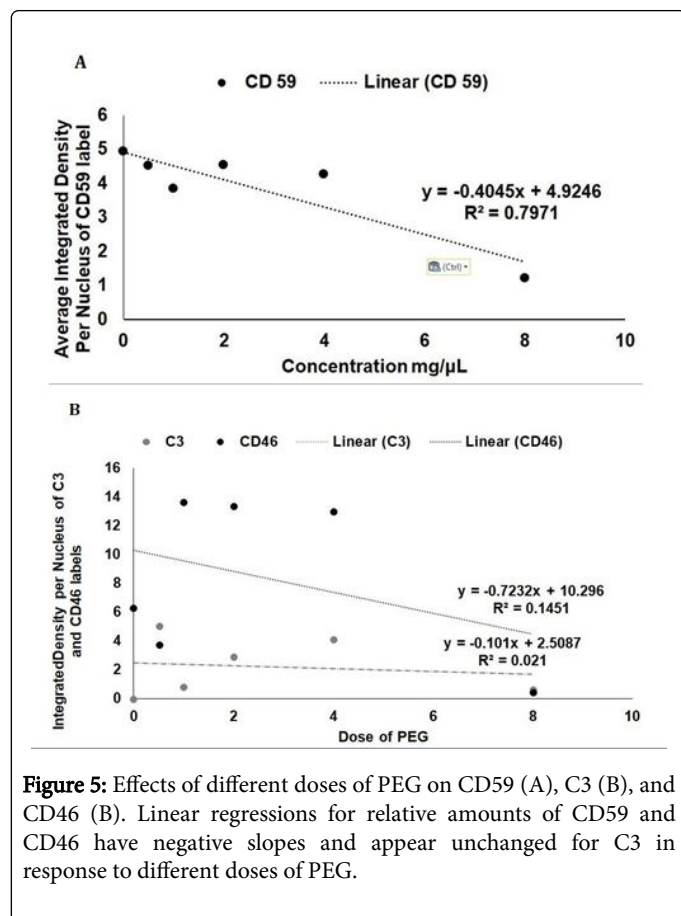 A
CD 59 Linear (CD 59)
Average Integrated Density
Per Nucleus of CD59 label
6
5
4
3
2
1
0
y = -0.4045x + 4.9246
R² = 0.7971
(Ctrl)
0 2 4 6 8 10
Concentration mg/µL
B
C3 CD46 Linear (C3) Linear (CD46)
IntegratedDensity per Nucleus of C3
and CD46 labels
16
14
12
10
8
6
4
2
0
y = -0.7232x + 10.296
R² = 0.1451
y = -0.101x + 2.5087
R² = 0.021
0 2 4 6 8 10
Dose of PEG
Figure 5: Effects of different doses of PEG on CD59 (A), C3 (B), and
CD46 (B). Linear regressions for relative amounts of CD59 and
CD46 have negative slopes and appear unchanged for C3 in
response to different doses of PEG.